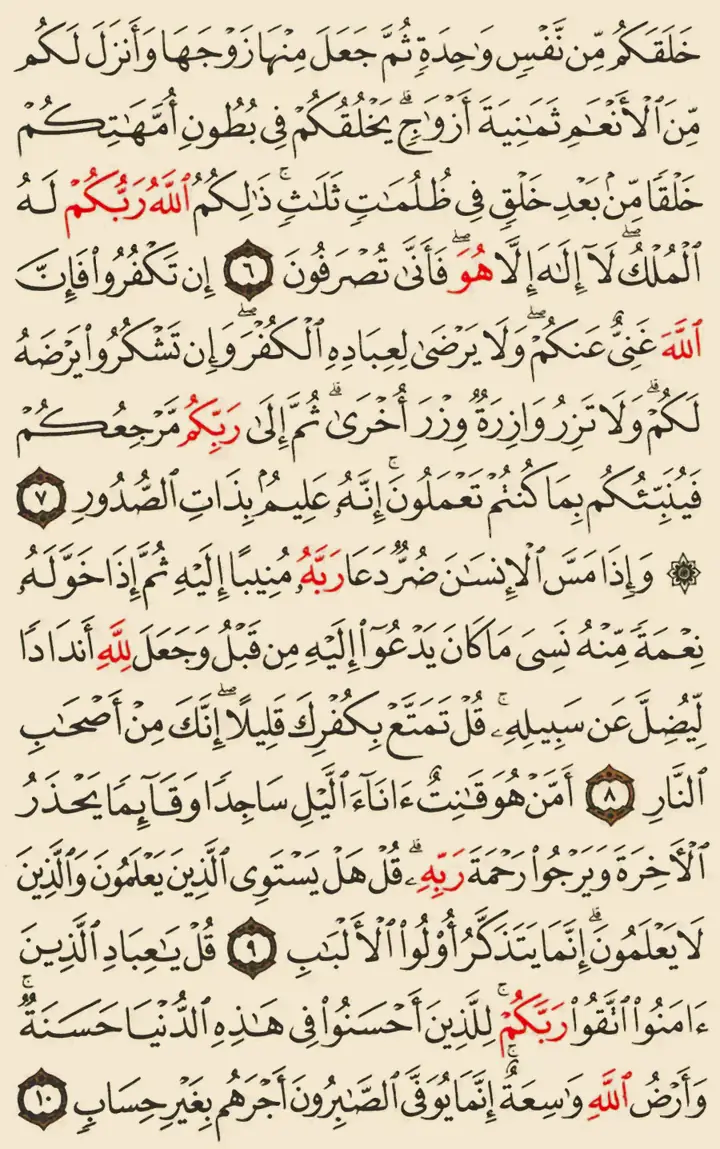 خَلَقَكُم مِّن نَّفْسٍ وَٰحِدَةٍ ثُمَّ جَعَلَ مِنْهَا زَوْجَهَا وَأَنزَلَ لَكُم
مِّنَ ٱلْأَنْعَٰمِ ثَمَٰنِيَةَ أَزْوَٰجٍ ۚ يَخْلُقُكُمْ فِى بُطُونِ أُمَّهَٰتِكُمْ
خَلْقًا مِّنۢ بَعْدِ خَلْقٍ فِى ظُلُمَٰتٍ ثَلَٰثٍ ۚ ذَٰلِكُمُ ٱللَّهُ رَبُّكُمْ لَهُ
ٱلْمُلْكُ ۖ لَآ إِلَٰهَ إِلَّا هُوَ ۖ فَأَنَّىٰ تُصْرَفُونَ ٦ إِن تَكْفُرُوا۟ فَإِنَّ
ٱللَّهَ غَنِىٌّ عَنكُمْ ۖ وَلَا يَرْضَىٰ لِعِبَادِهِ ٱلْكُفْرَ ۖ وَإِن تَشْكُرُوا۟ يَرْضَهُ
لَكُمْ ۗ وَلَا تَزِرُ وَازِرَةٌ وِزْرَ أُخْرَىٰ ۗ ثُمَّ إِلَىٰ رَبِّكُم مَّرْجِعُكُمْ
فَيُنَبِّئُكُم بِمَا كُنتُمْ تَعْمَلُونَ ۚ إِنَّهُۥ عَلِيمٌۢ بِذَاتِ ٱلصُّدُورِ ٧
۞ وَإِذَا مَسَّ ٱلْإِنسَٰنَ ضُرٌّ دَعَا رَبَّهُۥ مُنِيبًا إِلَيْهِ ثُمَّ إِذَا خَوَّلَهُۥ
نِعْمَةً مِّنْهُ نَسِىَ مَا كَانَ يَدْعُوٓا۟ إِلَيْهِ مِن قَبْلُ وَجَعَلَ لِلَّهِ أَندَادًا
لِّيُضِلَّ عَن سَبِيلِهِۦ ۚ قُلْ تَمَتَّعْ بِكُفْرِكَ قَلِيلًا ۖ إِنَّكَ مِنْ أَصْحَٰبِ
ٱلنَّارِ ٨ أَمَّنْ هُوَ قَٰنِتٌ ءَانَآءَ ٱلَّيْلِ سَاجِدًا وَقَآئِمًا يَحْذَرُ
ٱلْءَاخِرَةَ وَيَرْجُوا۟ رَحْمَةَ رَبِّهِۦ ۗ قُلْ هَلْ يَسْتَوِى ٱلَّذِينَ يَعْلَمُونَ وَٱلَّذِينَ
لَا يَعْلَمُونَ ۗ إِنَّمَا يَتَذَكَّرُ أُو۟لُوا۟ ٱلْأَلْبَٰبِ ٩ قُلْ يَٰعِبَادِ ٱلَّذِينَ
ءَامَنُوا۟ ٱتَّقُوا۟ رَبَّكُمْ ۚ لِلَّذِينَ أَحْسَنُوا۟ فِى هَٰذِهِ ٱلدُّنْيَا حَسَنَةٌ ۗ
وَأَرْضُ ٱللَّهِ وَٰسِعَةٌ ۗ إِنَّمَا يُوَفَّى ٱلصَّٰبِرُونَ أَجْرَهُم بِغَيْرِ حِسَابٍ ١٠